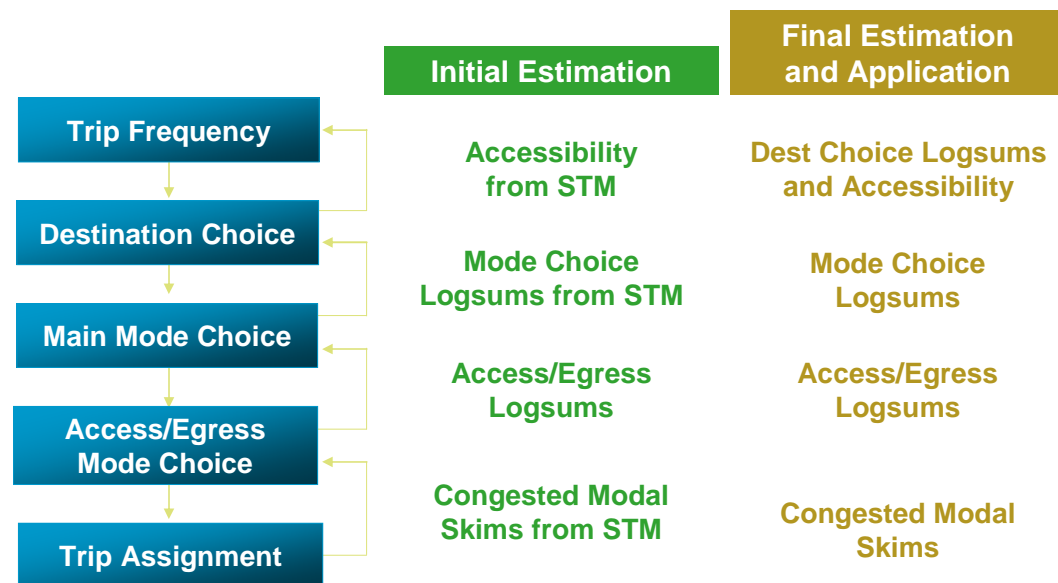 Initial Estimation
Final Estimation
and Application
Trip Frequency
Accessibility
from STM
Dest Choice Logsums
and Accessibility
Destination Choice
Mode Choice
Logsums from STM
Mode Choice
Logsums
Main Mode Choice
Access/Egress
Logsums
Access/Egress
Logsums
Access/Egress
Mode Choice
Congested Modal
Skims from STM
Congested Modal
Skims
Trip Assignment